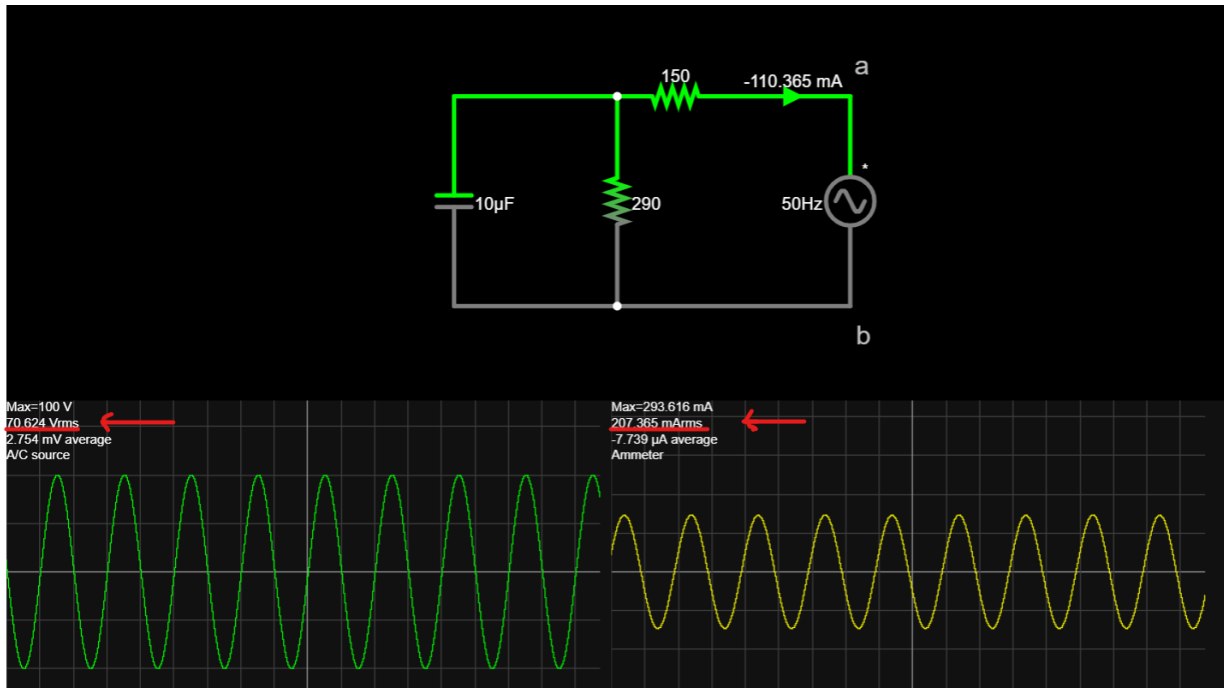 a
150
-110.365 mA
*
10µF
290
50Hz
b
Max=100 V
70.624 Vrms
2.754 mV average
A/C source
Max=293.616 mA
207.365 mArms
-7.739 µA average
Ammeter